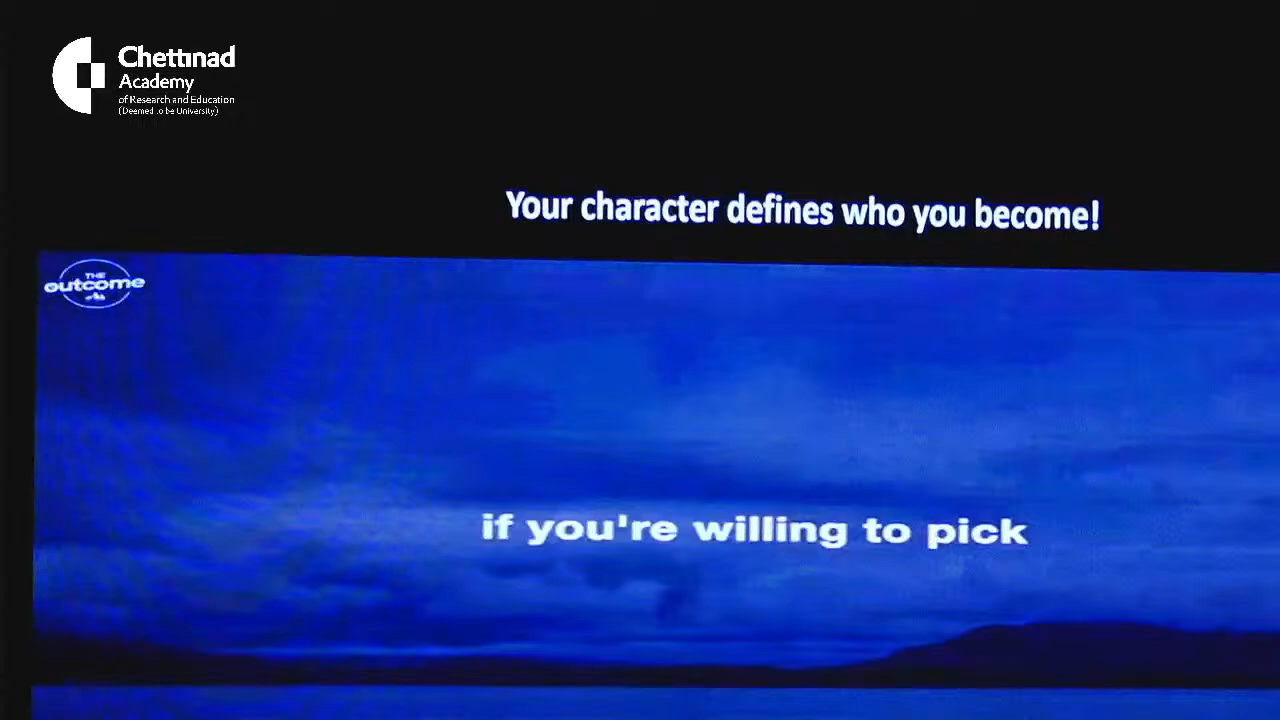 Chettinad
Academy
of Research and Education
(Deemed to be University)
Your character defines who you become!
THE
outcome
if you're willing to pick